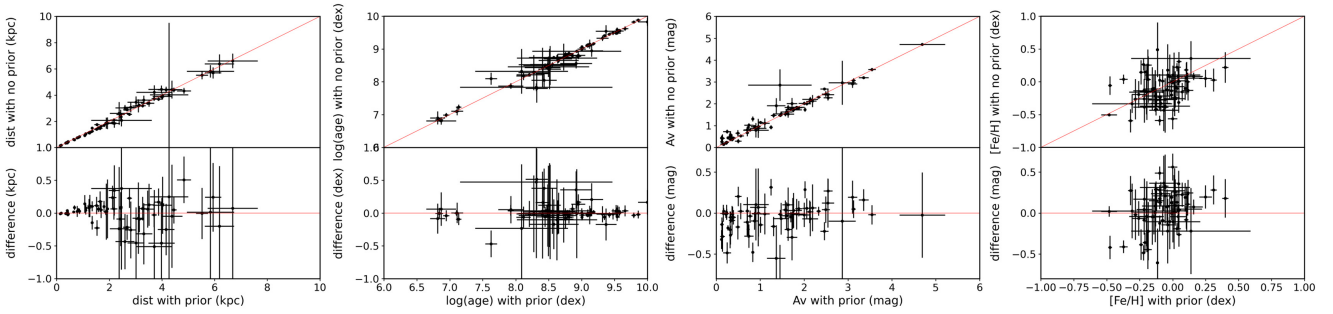 10
8
6
4
2
1.0
0.5
0.0
−0.5
−1.0
0 2 4 6 8 10
dist with no prior (kpc)
difference (kpc)
dist with prior (kpc)
10
9
8
7
1.0
0.5
0.0
−0.5
−1.0
6.0 6.5 7.0 7.5 8.0 8.5 9.0 9.5 10.0
log(age) with no prior (dex)
difference (dex)
log(age) with prior (dex)
6
5
4
3
2
1
0
0.5
0.0
−0.5
0 1 2 3 4 5 6
Av with no prior (mag)
difference (mag)
Av with prior (mag)
1.0
0.5
0.0
−0.5
−1.0
0.5
0.0
−0.5
−1.00 −0.75 −0.50 −0.25 0.00 0.25 0.50 0.75 1.00
[Fe/H] with no prior (dex)
difference (mag)
[Fe/H] with prior (dex)